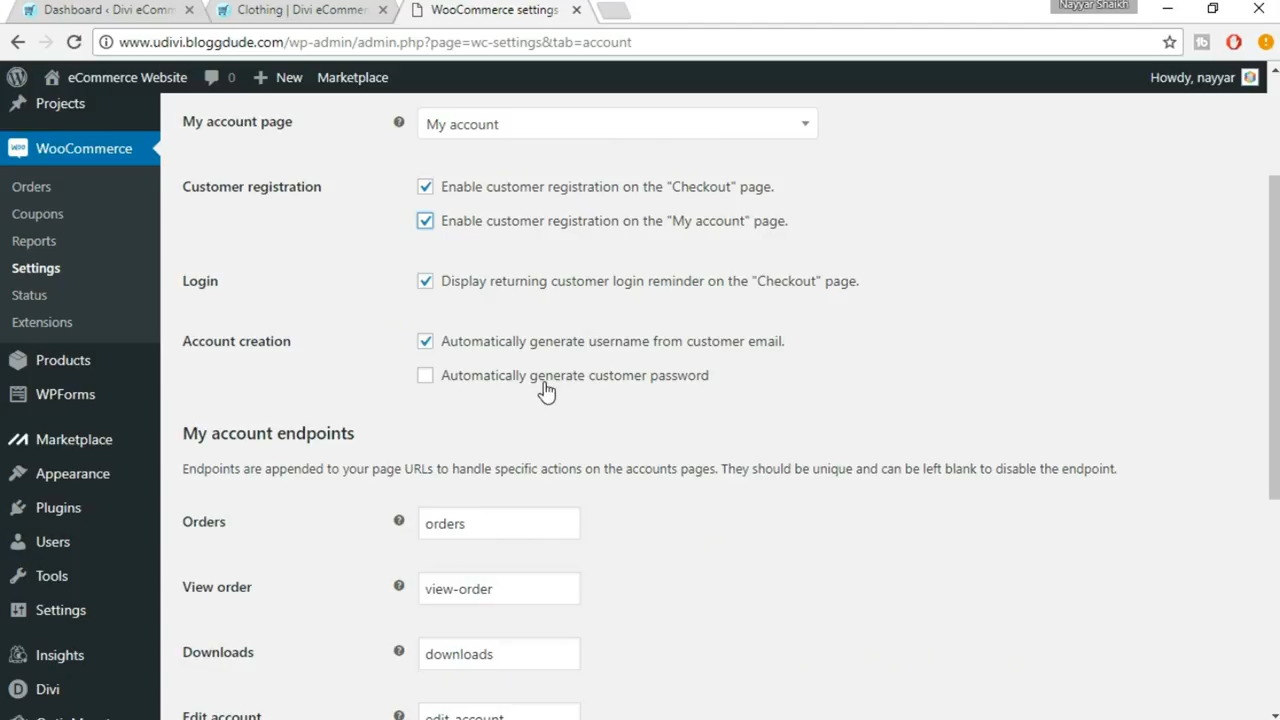 Dashboard ‹ Divi eComm
Clothing | Divi eCommer
WooCommerce settings
Nayyar Shaikh
www.udivi.bloggdude.com/wp-admin/admin.php?page=wc-settings&tab=account
eCommerce Website
0
New
Marketplace
Howdy, nayyar
Projects
WooCommerce
Orders
Coupons
Reports
Settings
Status
Extensions
Products
WPForms
Marketplace
Appearance
Plugins
Users
Tools
Settings
Insights
Divi
My account page
My account
Customer registration
Enable customer registration on the "Checkout" page.
Enable customer registration on the "My account" page.
Login
Display returning customer login reminder on the "Checkout" page.
Account creation
Automatically generate username from customer email.
Automatically generate customer password
My account endpoints
Endpoints are appended to your page URLs to handle specific actions on the accounts pages. They should be unique and can be left blank to disable the endpoint.
Orders
orders
View order
view-order
Downloads
downloads
Edit account
edit-account